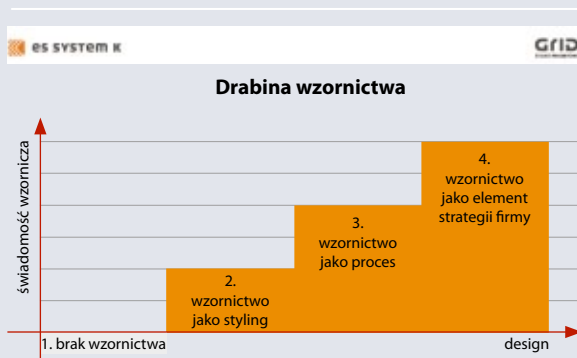 es system k
GRID
Drabina wzornictwa
świadomość wzornicza
4.
wzornictwo
jako element
strategii firmy
3.
wzornictwo
jako proces
2.
wzornictwo
jako styling
1. brak wzornictwa
design